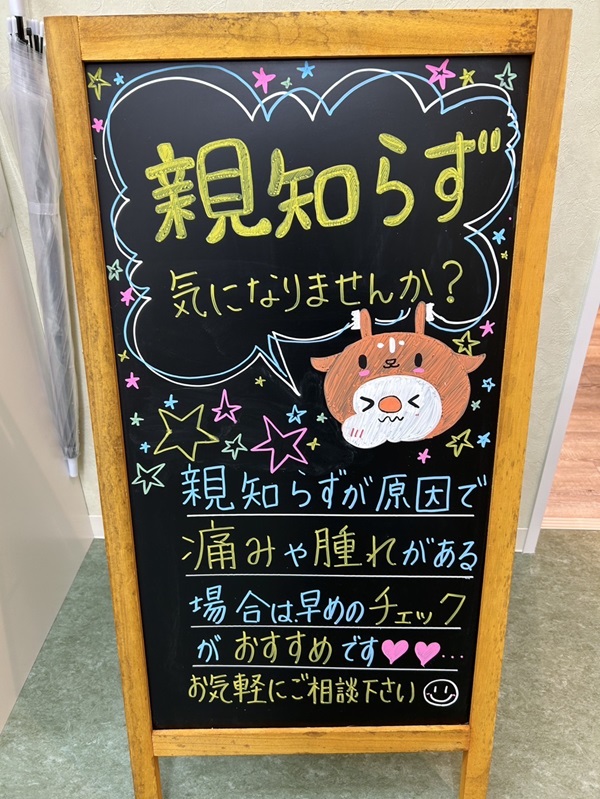 親知らず
気になりませんか？
親知らずが原因で
痛みや腫れがある
場合は、早めのチェック
がおすすめです♥♥…
お気軽にご相談下さい☺